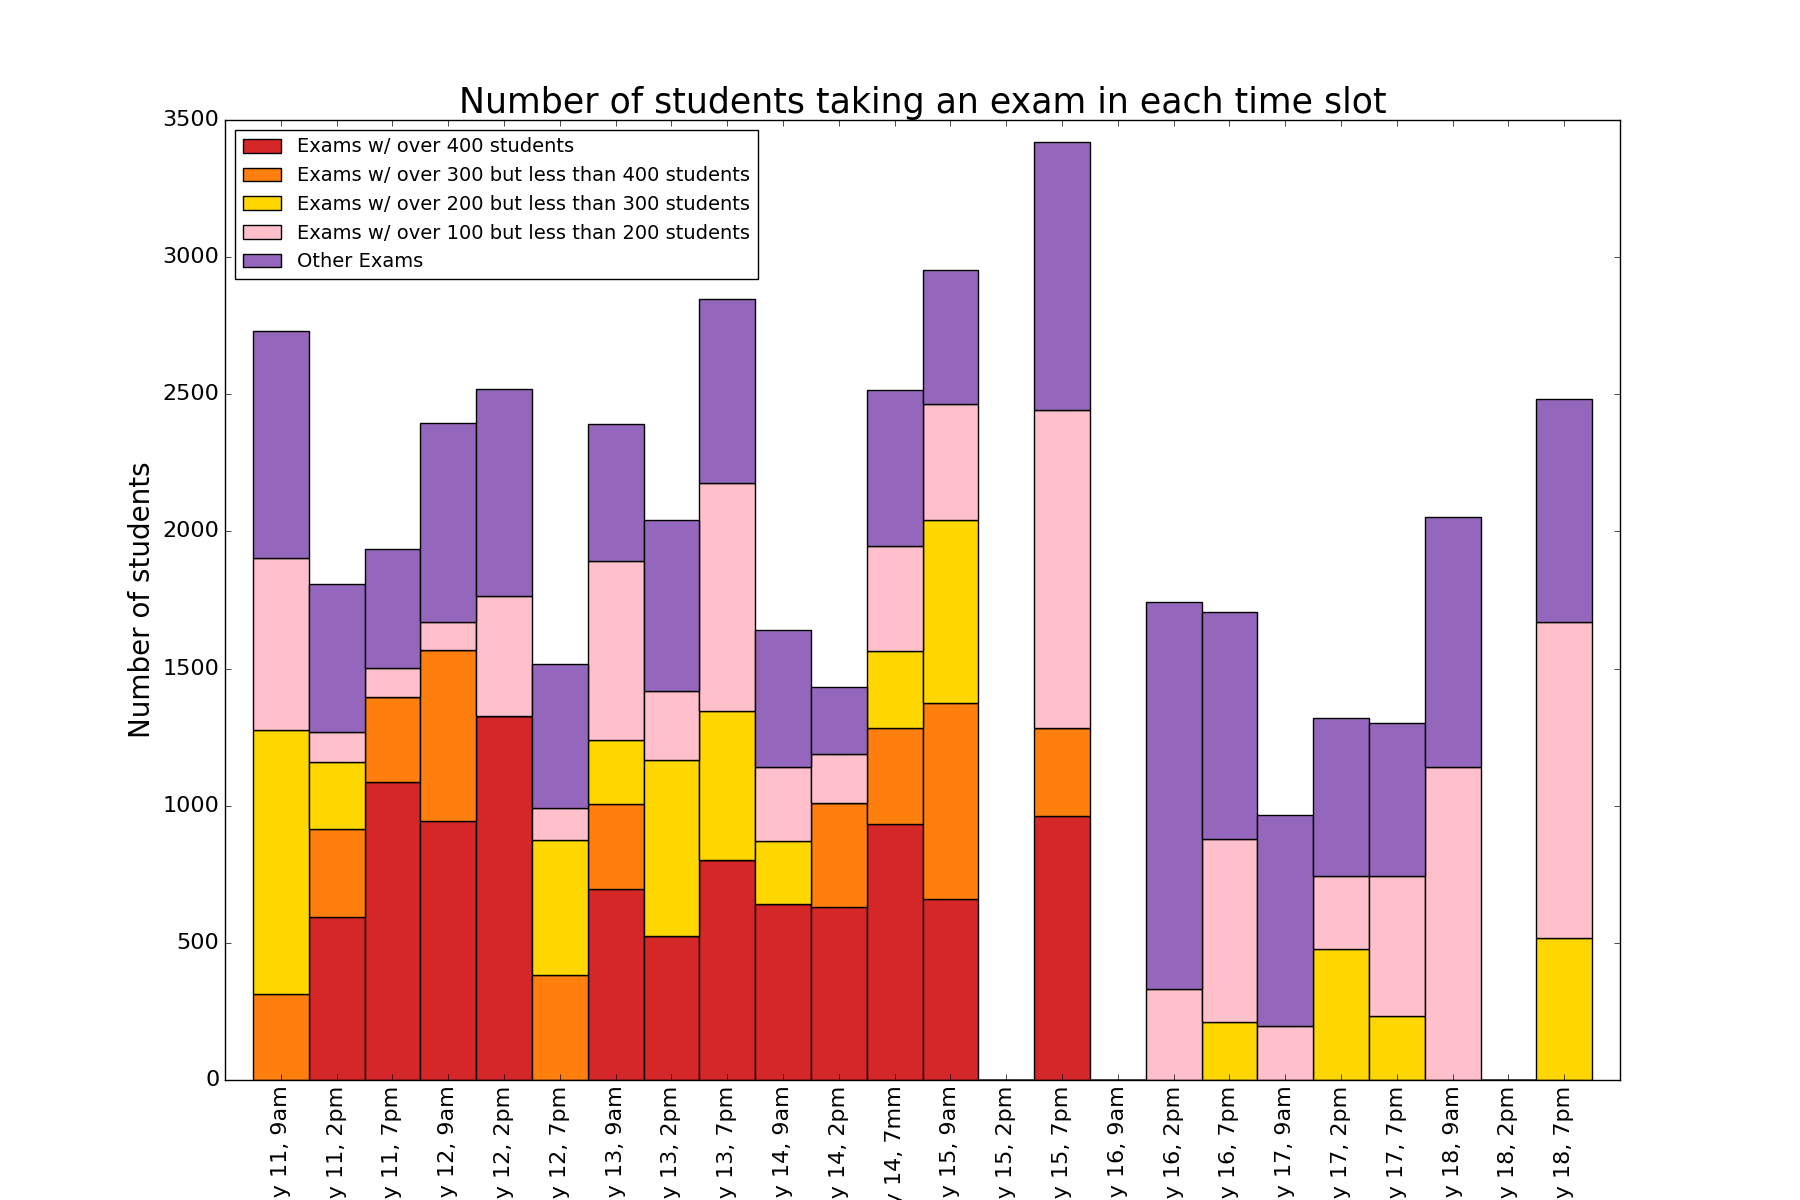 Number of students taking an exam in each time slot
Exams w/ over 400 students
Exams w/ over 300 but less than 400 students
Exams w/ over 200 but less than 300 students
Exams w/ over 100 but less than 200 students
Other Exams
Number of students
3500
3000
2500
2000
1500
1000
500
0
y 11, 9am
y 11, 2pm
y 11, 7pm
y 12, 9am
y 12, 2pm
y 12, 7pm
y 13, 9am
y 13, 2pm
y 13, 7pm
y 14, 9am
y 14, 2pm
y 14, 7mm
y 15, 9am
y 15, 2pm
y 15, 7pm
y 16, 9am
y 16, 2pm
y 16, 7pm
y 17, 9am
y 17, 2pm
y 17, 7pm
y 18, 9am
y 18, 2pm
y 18, 7pm